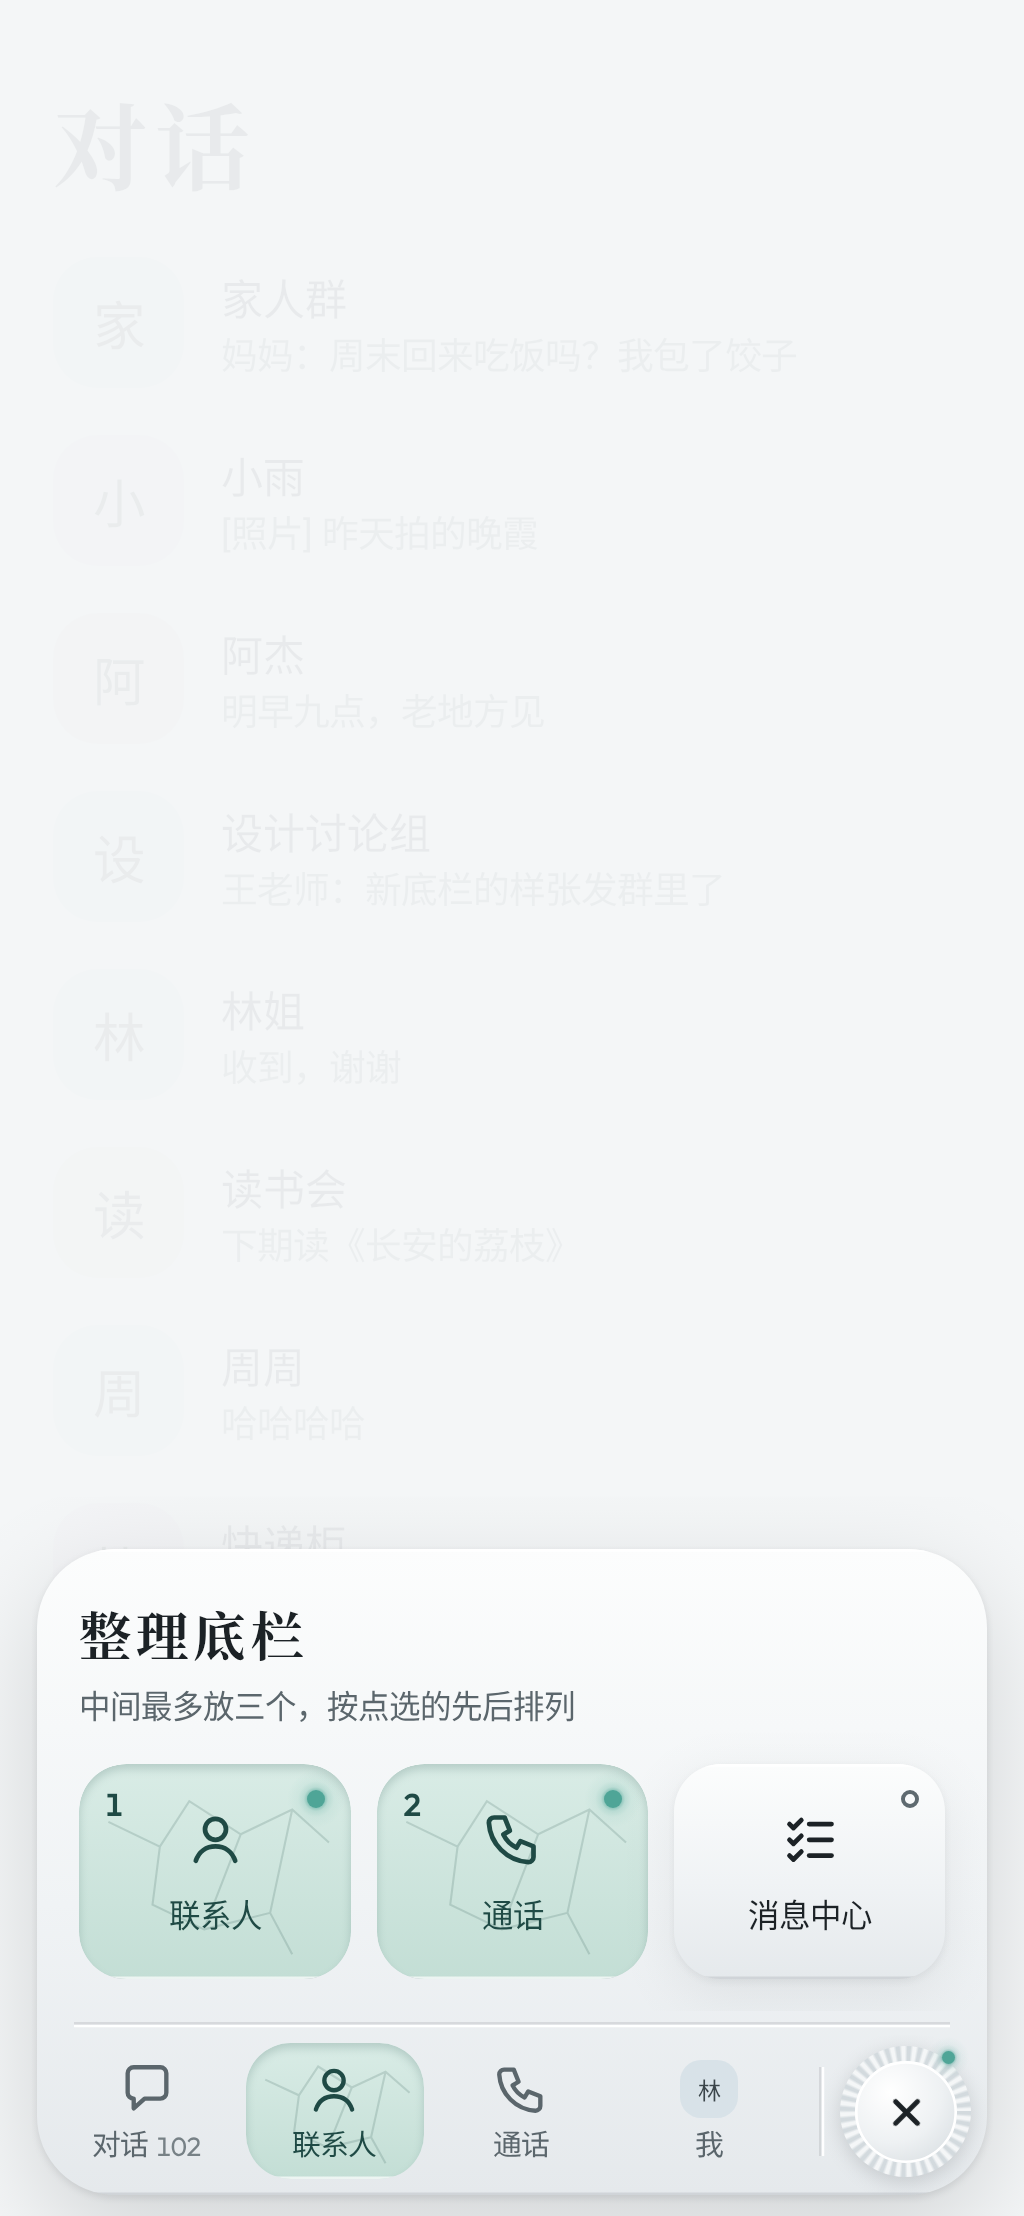 对话
家
家人群
妈妈：周末回来吃饭吗？我包了饺子
小
小雨
[照片] 昨天拍的晚霞
阿
阿杰
明早九点，老地方见
设
设计讨论组
王老师：新底栏的样张发群里了
林
林姐
收到，谢谢
读
读书会
下期读《长安的荔枝》
周
周周
哈哈哈哈
快递柜
整理底栏
中间最多放三个，按点选的先后排列
1
联系人
2
通话
消息中心
对话 102
联系人
通话
林
我